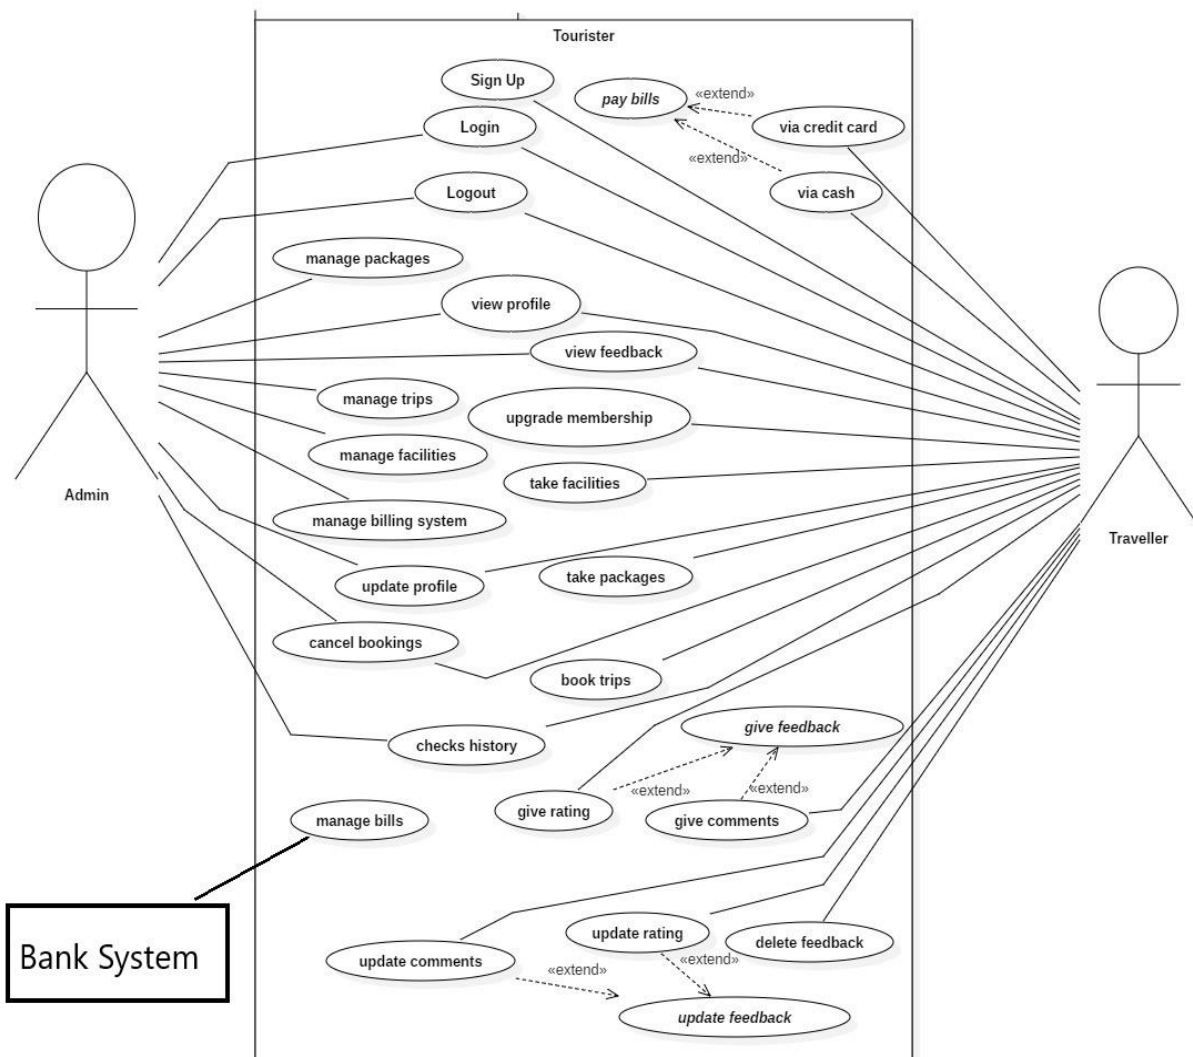 Tourister
Sign Up
pay bills
«extend»
via credit card
Login
«extend»
via cash
Logout
manage packages
view profile
view feedback
manage trips
upgrade membership
manage facilities
take facilities
Admin
manage billing system
Traveller
take packages
update profile
cancel bookings
book trips
give feedback
checks history
«extend»
«extend»
give rating
give comments
manage bills
Bank System
update rating
delete feedback
update comments
«extend»
«extend»
update feedback